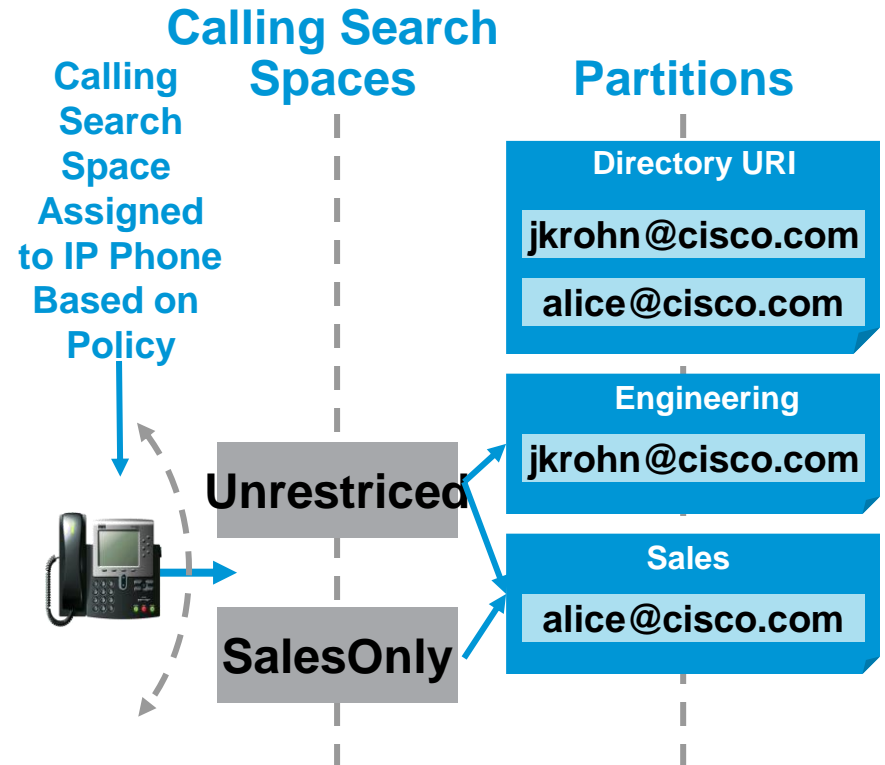 Calling Search
Spaces
Calling
Search
Space
Assigned
to IP Phone
Based on
Policy
Partitions
Directory URI
jkrohn@cisco.com
alice@cisco.com
Engineering
jkrohn@cisco.com
Unrestriced
Sales
alice@cisco.com
SalesOnly